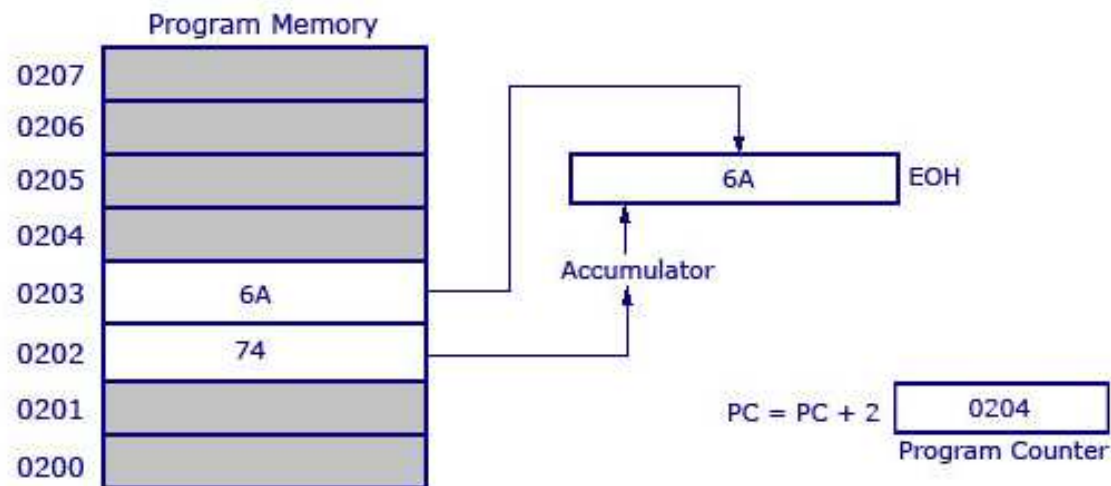 Program Memory
0207
0206
0205
6A EOH
0204
Accumulator
0203 6A
0202 74
0201
PC = PC + 2 0204
Program Counter
0200